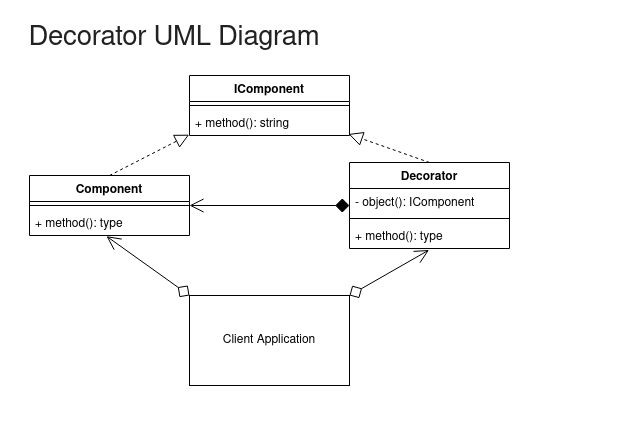 Decorator UML Diagram
IComponent
+ method(): string
Component
+ method(): type
Decorator
- object(): IComponent
+ method(): type
Client Application